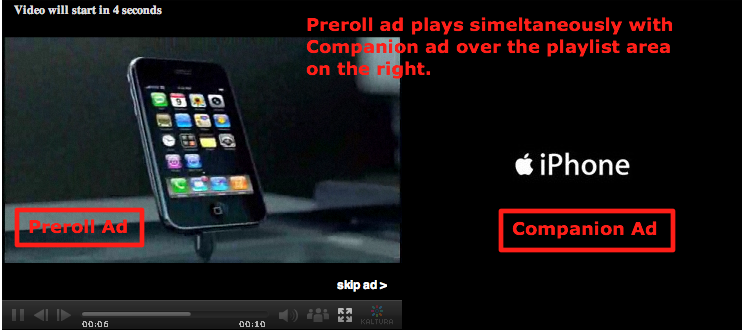 Video will start in 4 seconds
Preroll ad plays simeltaneously with
Companion ad over the playlist area
on the right.
iPhone
Preroll Ad
Companion Ad
skip ad >
00:06
00:10
KALTURA